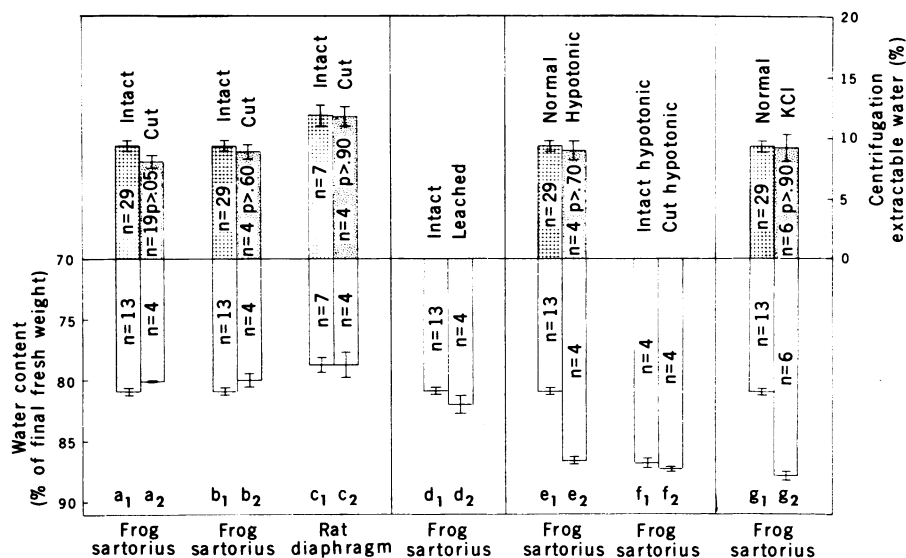 20
15
10
5
0
Centrifugation
extractable water (%)
Intact
Cut
Intact
Cut
Intact
Cut
Normal
Hypotonic
Normal
KCl
n=29
n=19 p>.05
n=29
n=4 p>.60
n=7
n=4 p>.90
n=29
n=4 p>.70
n=29
n=6 p>.90
Intact
Leached
Intact hypotonic
Cut hypotonic
70
75
80
85
90
Water content
(% of final fresh weight)
n=13
n=4
n=13
n=4
n=7
n=4
n=13
n=4
n=13
n=4
n=4
n=4
n=13
n=6
a1 a2 b1 b2 c1 c2 d1 d2 e1 e2 f1 f2 g1 g2
Frog Frog Rat Frog Frog Frog Frog
sartorius sartorius diaphragm sartorius sartorius sartorius sartorius